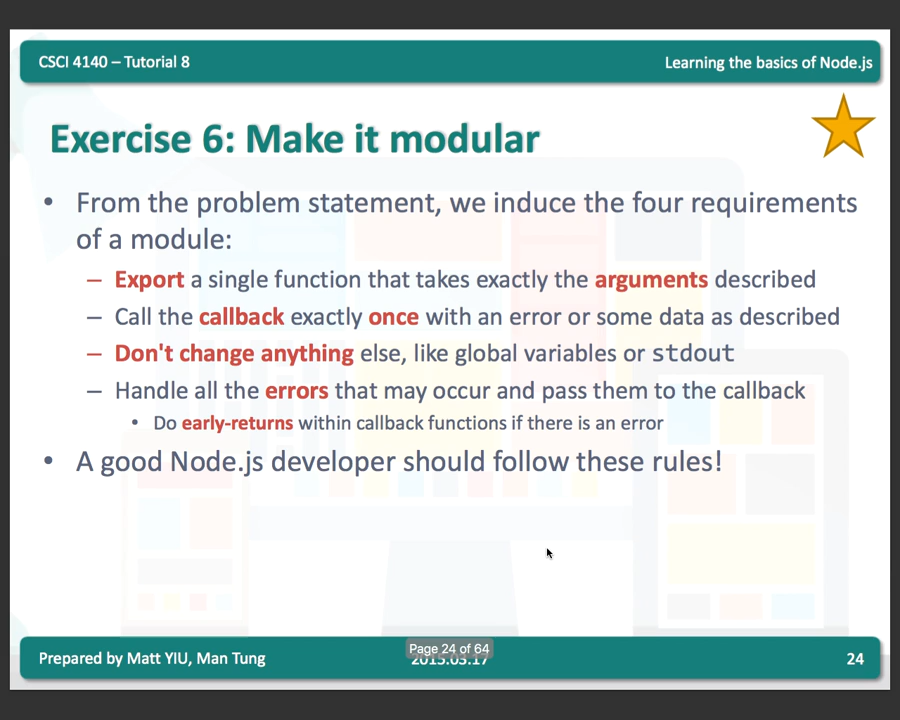 CSCI 4140 – Tutorial 8
Learning the basics of Node.js
Exercise 6: Make it modular
• From the problem statement, we induce the four requirements
of a module:
– Export a single function that takes exactly the arguments described
– Call the callback exactly once with an error or some data as described
– Don't change anything else, like global variables or stdout
– Handle all the errors that may occur and pass them to the callback
• Do early-returns within callback functions if there is an error
• A good Node.js developer should follow these rules!
Page 24 of 64
Prepared by Matt YIU, Man Tung
2015.03.17
24